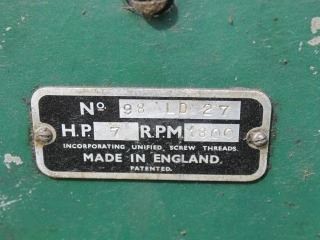 No 98 LD 27
H.P. 7 R.P.M. 1800
INCORPORATING UNIFIED SCREW THREADS.
MADE IN ENGLAND.
PATENTED.